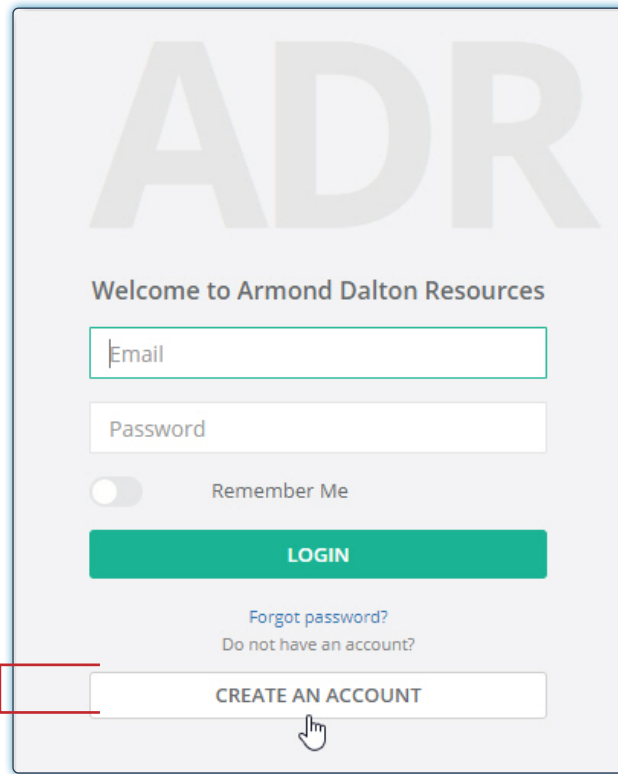 ADR
Welcome to Armond Dalton Resources
Email
Password
Remember Me
LOGIN
Forgot password?
Do not have an account?
CREATE AN ACCOUNT